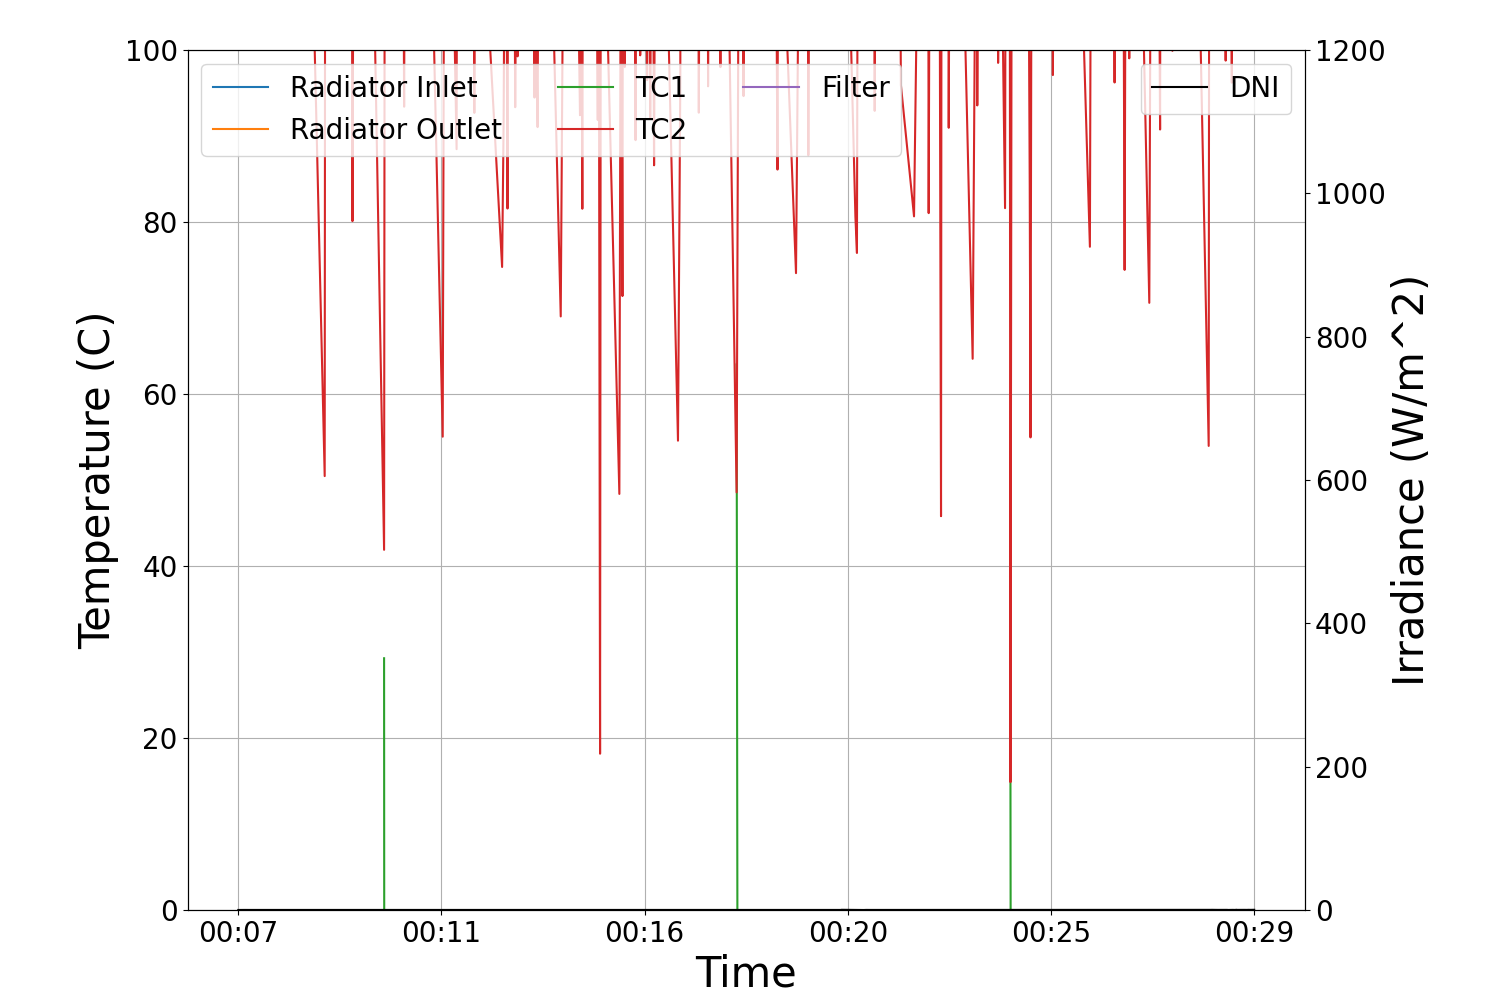 100
80
60
40
20
0
Temperature (C)
Radiator Inlet
Radiator Outlet
TC1
TC2
Filter
DNI
1200
1000
800
600
400
200
0
Irradiance (W/m^2)
00:07 00:11 00:16 00:20 00:25 00:29
Time